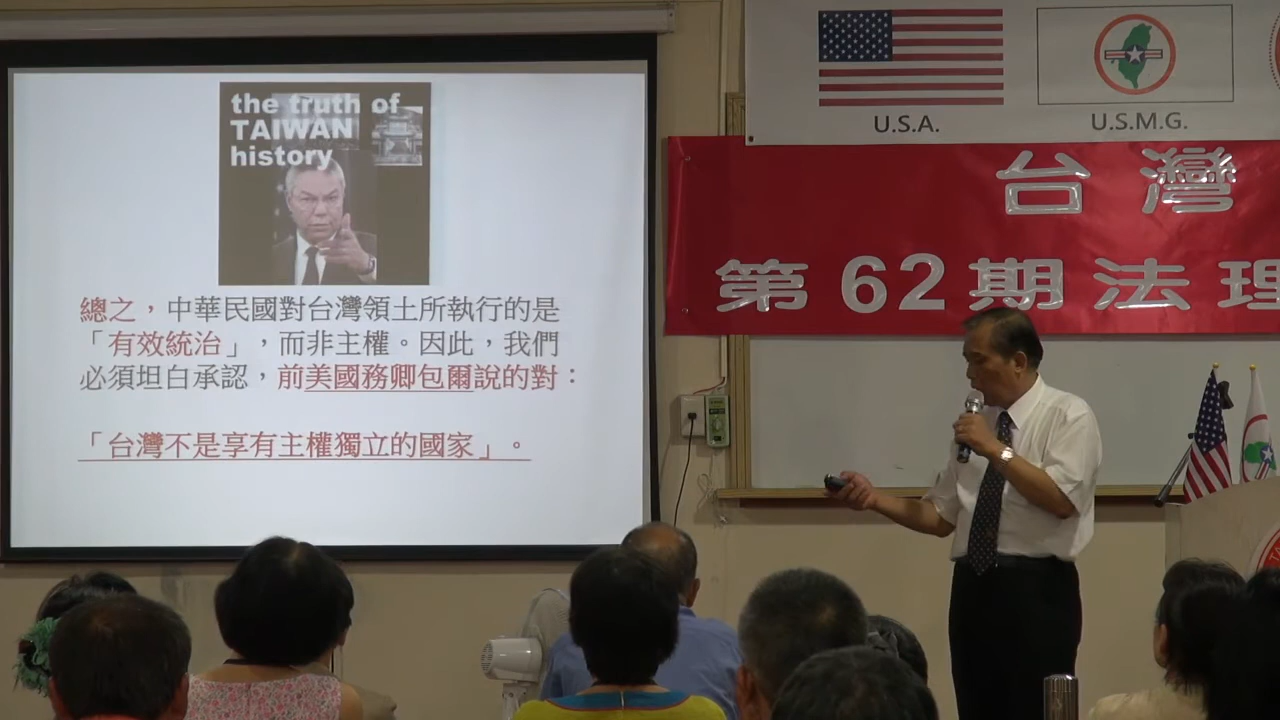 the truth of
TAIWAN
history
總之，中華民國對台灣領土所執行的是
「有效統治」，而非主權。因此，我們
必須坦白承認，前美國務卿包爾說的對：
「台灣不是享有主權獨立的國家」。
U.S.A.
U.S.M.G.
台灣
第62期法理